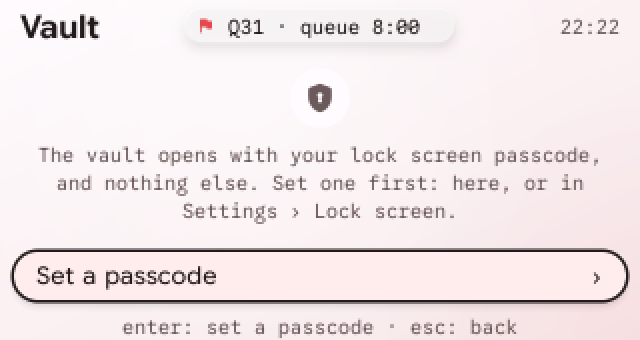 Vault
Q31 · queue 8:00
22:22
The vault opens with your lock screen passcode,
and nothing else. Set one first: here, or in
Settings › Lock screen.
Set a passcode ›
enter: set a passcode · esc: back